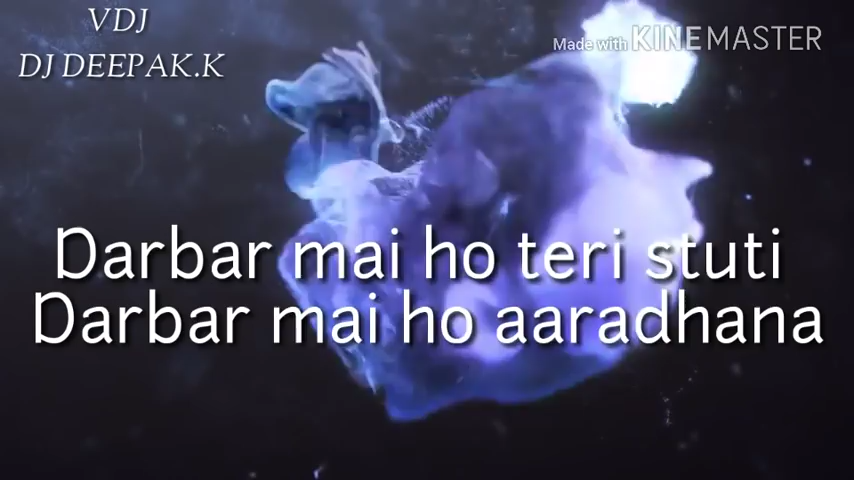 VDJ
DJ DEEPAK.K
Made with KINEMASTER
Darbar mai ho teri stuti
Darbar mai ho aaradhana